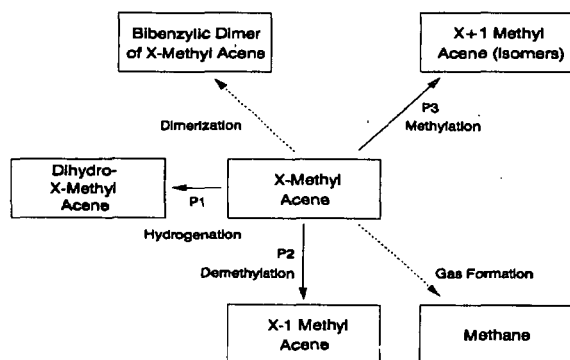 Bibenzylic Dimer
of X-Methyl Acene
X+1 Methyl
Acene (Isomers)
P3
Methylation
Dimerization
Dihydro-
X-Methyl
Acene
P1
X-Methyl
Acene
Hydrogenation
P2
Demethylation
Gas Formation
X-1 Methyl
Acene
Methane